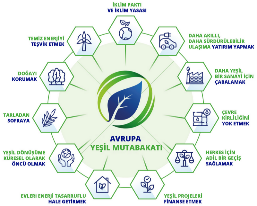 İKLİM PAKTI
VE İKLİM YASASI
TEMİZ ENERJİYİ
TEŞVİK ETMEK
DAHA AKILLI,
DAHA SÜRDÜRÜLEBİLİR
ULAŞIMA YATIRIM YAPMAK
DOĞAYI
KORUMAK
DAHA YEŞİL
BİR SANAYİ İÇİN
ÇABALAMAK
TARLADAN
SOFRAYA
ÇEVRE
KİRLİLİĞİNİ
YOK ETMEK
AVRUPA
YEŞİL MUTABAKATI
YEŞİL DÖNÜŞÜME
KÜRESEL OLARAK
ÖNCÜ OLMAK
HERKES İÇİN
ADİL BİR GEÇİŞ
SAĞLAMAK
EVLERİ ENERJİ TASARRUFLU
HALE GETİRMEK
YEŞİL PROJELERİ
FİNANSE ETMEK